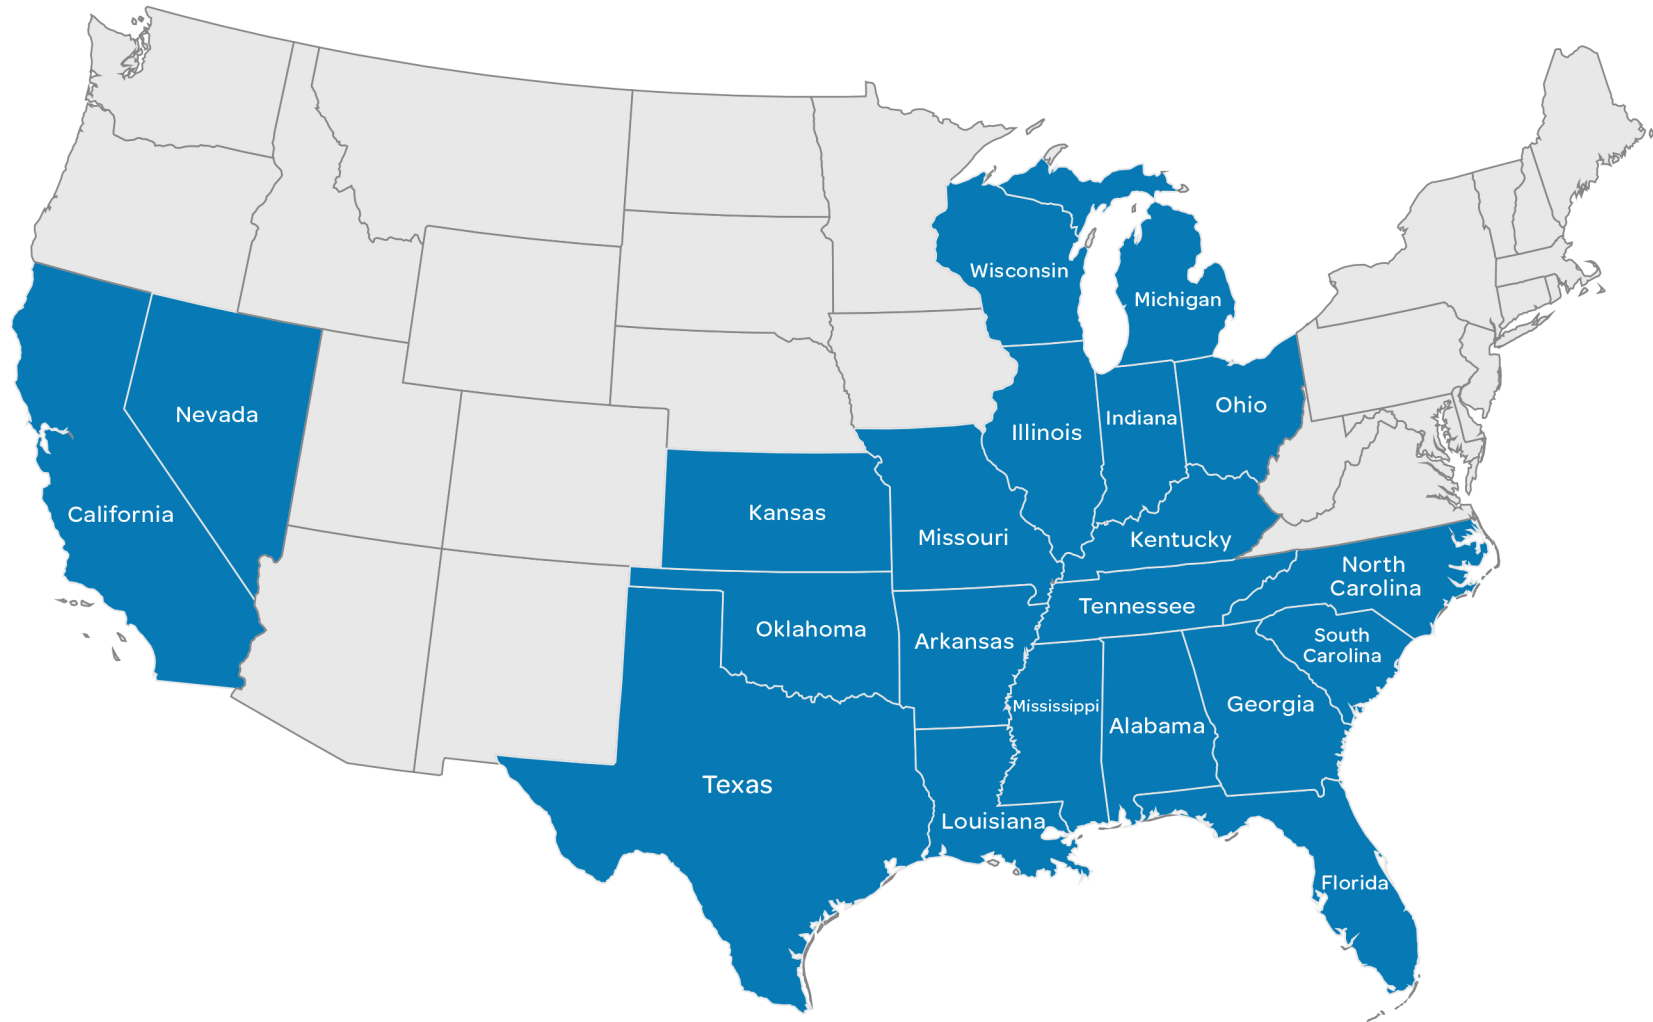 Wisconsin
Michigan
Nevada
Ohio
Indiana
Illinois
California
Kansas
Missouri
Kentucky
North
Carolina
Tennessee
Oklahoma
Arkansas
South
Carolina
Mississippi
Georgia
Alabama
Texas
Louisiana
Florida